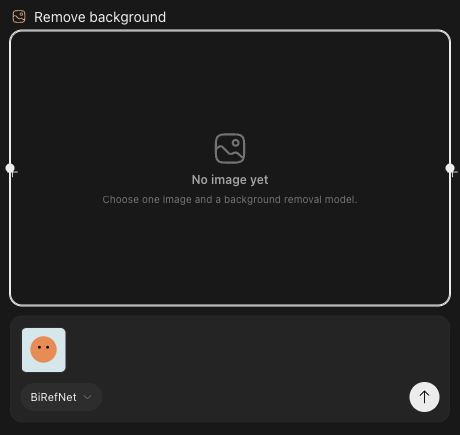 Remove background
No image yet
Choose one image and a background removal model.
BiRefNet